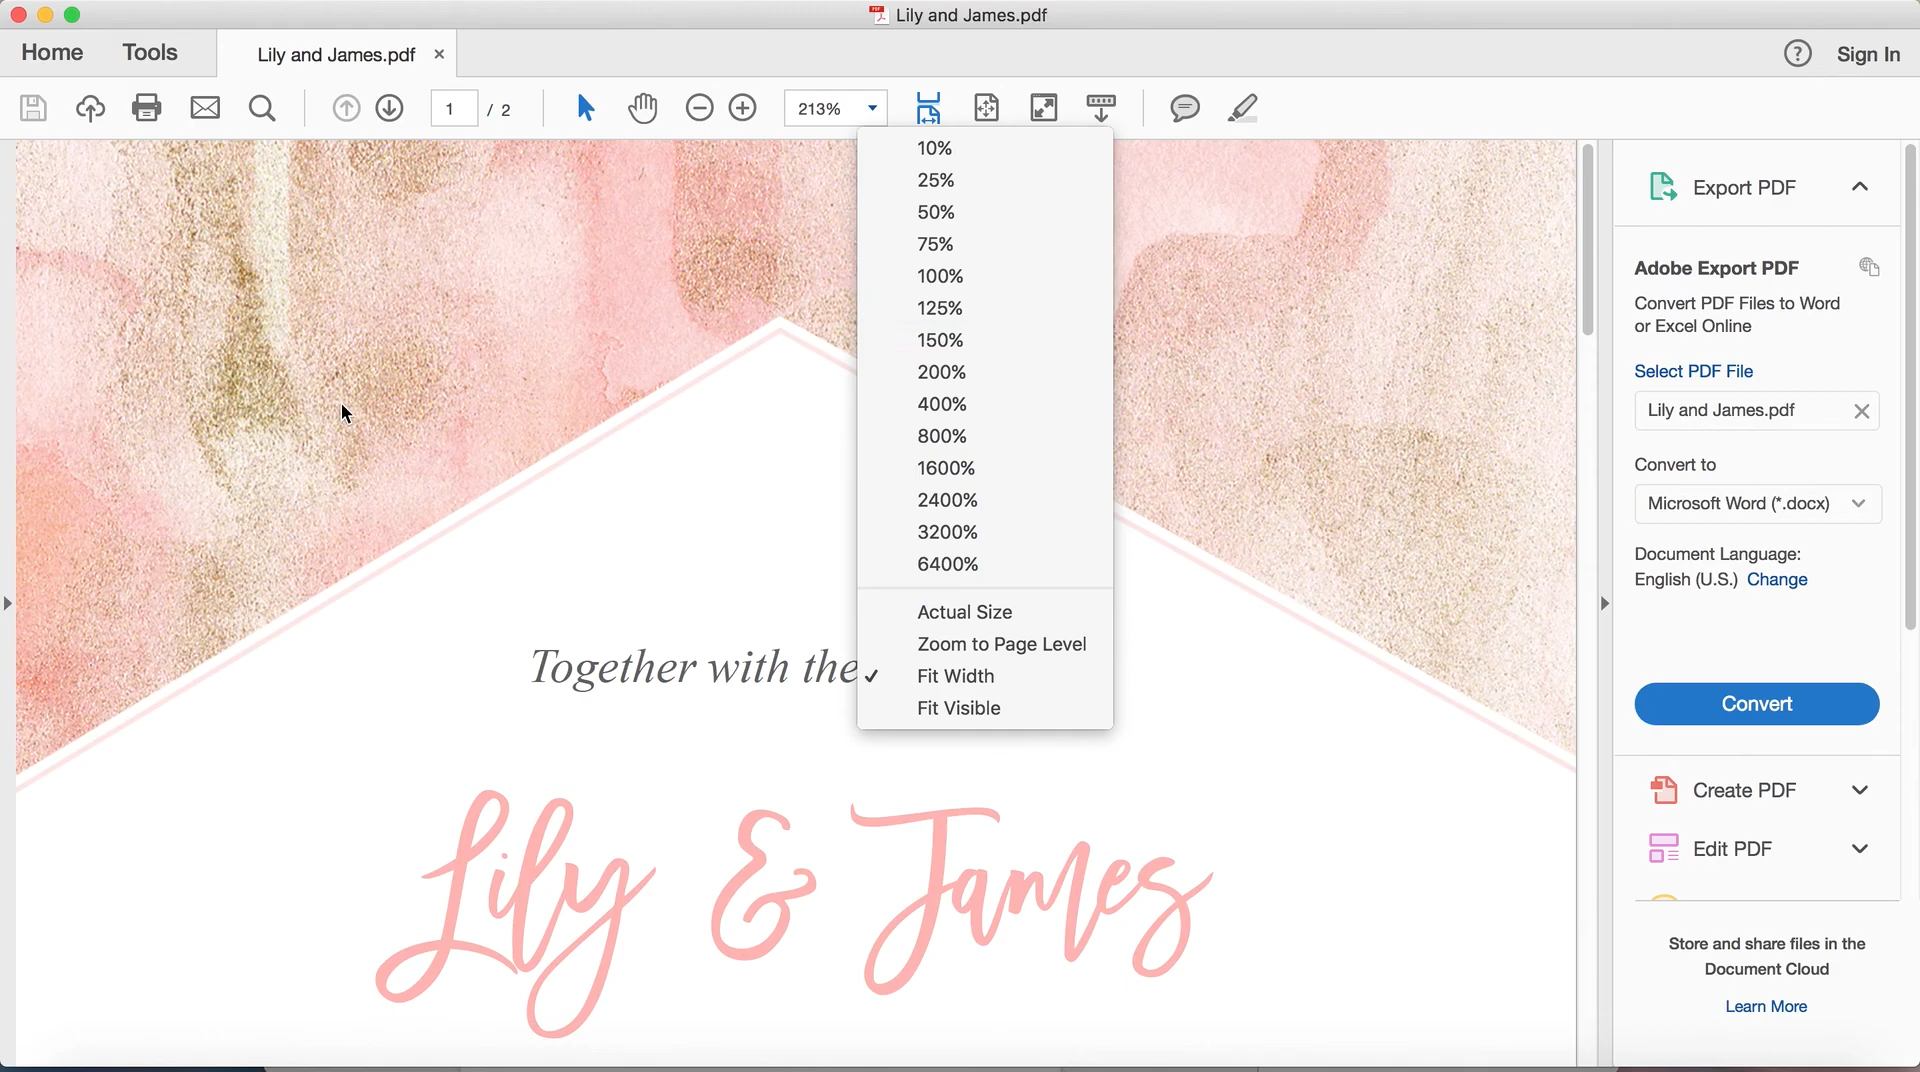 Lily and James.pdf
Home Tools Lily and James.pdf × ? Sign In
1 / 2 213%
10%
25%
50%
75%
100%
125%
150%
200%
400%
800%
1600%
2400%
3200%
6400%
Actual Size
Zoom to Page Level
✓ Fit Width
Fit Visible
Together with the
Lily & James
Export PDF
Adobe Export PDF
Convert PDF Files to Word
or Excel Online
Select PDF File
Lily and James.pdf
Convert to
Microsoft Word (*.docx)
Document Language:
English (U.S.) Change
Convert
Create PDF
Edit PDF
Store and share files in the
Document Cloud
Learn More